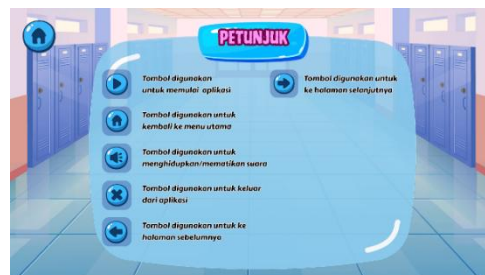 PETUNJUK
Tombol digunakan
untuk memulai aplikasi
Tombol digunakan untuk
kembali ke menu utama
Tombol digunakan untuk
menghidupkan/mematikan suara
Tombol digunakan untuk keluar
dari aplikasi
Tombol digunakan untuk ke
halaman sebelumnya
Tombol digunakan untuk
ke halaman selanjutnya